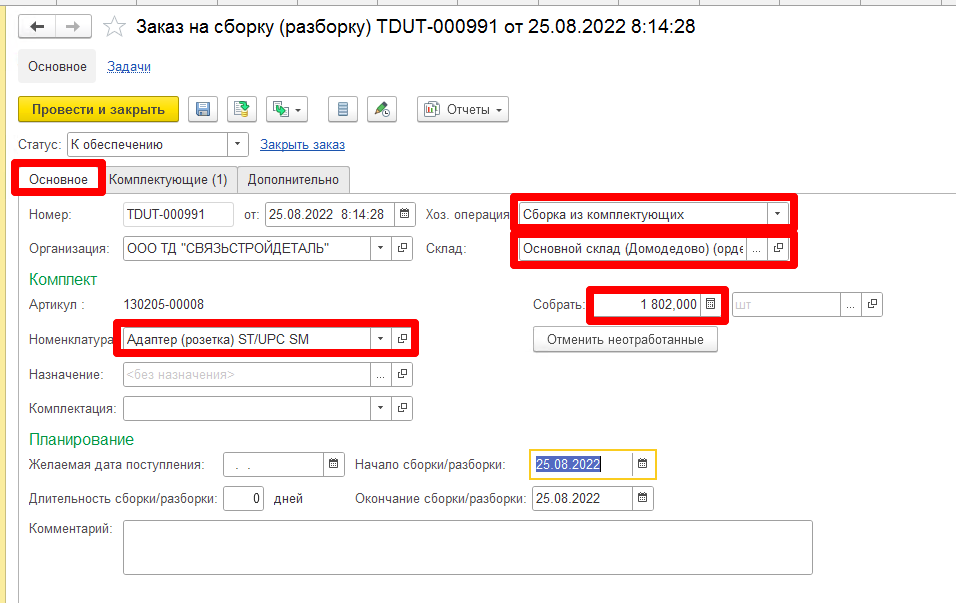 Заказ на сборку (разборку) TDUT-000991 от 25.08.2022 8:14:28
Основное Задачи
Провести и закрыть Отчеты
Статус: К обеспечению Закрыть заказ
Основное Комплектующие (1) Дополнительно
Номер: TDUT-000991 от: 25.08.2022 8:14:28 Хоз. операция Сборка из комплектующих
Организация: ООО ТД "СВЯЗЬСТРОЙДЕТАЛЬ" Склад: Основной склад (Домодедово) (орде ...
Комплект
Артикул : 130205-00008 Собрать: 1 802,000 шт ...
Номенклатура Адаптер (розетка) ST/UPC SM Отменить неотработанные
Назначение: <без назначения> ...
Комплектация:
Планирование
Желаемая дата поступления: . . Начало сборки/разборки: 25.08.2022
Длительность сборки/разборки: 0 дней Окончание сборки/разборки: 25.08.2022
Комментарий: